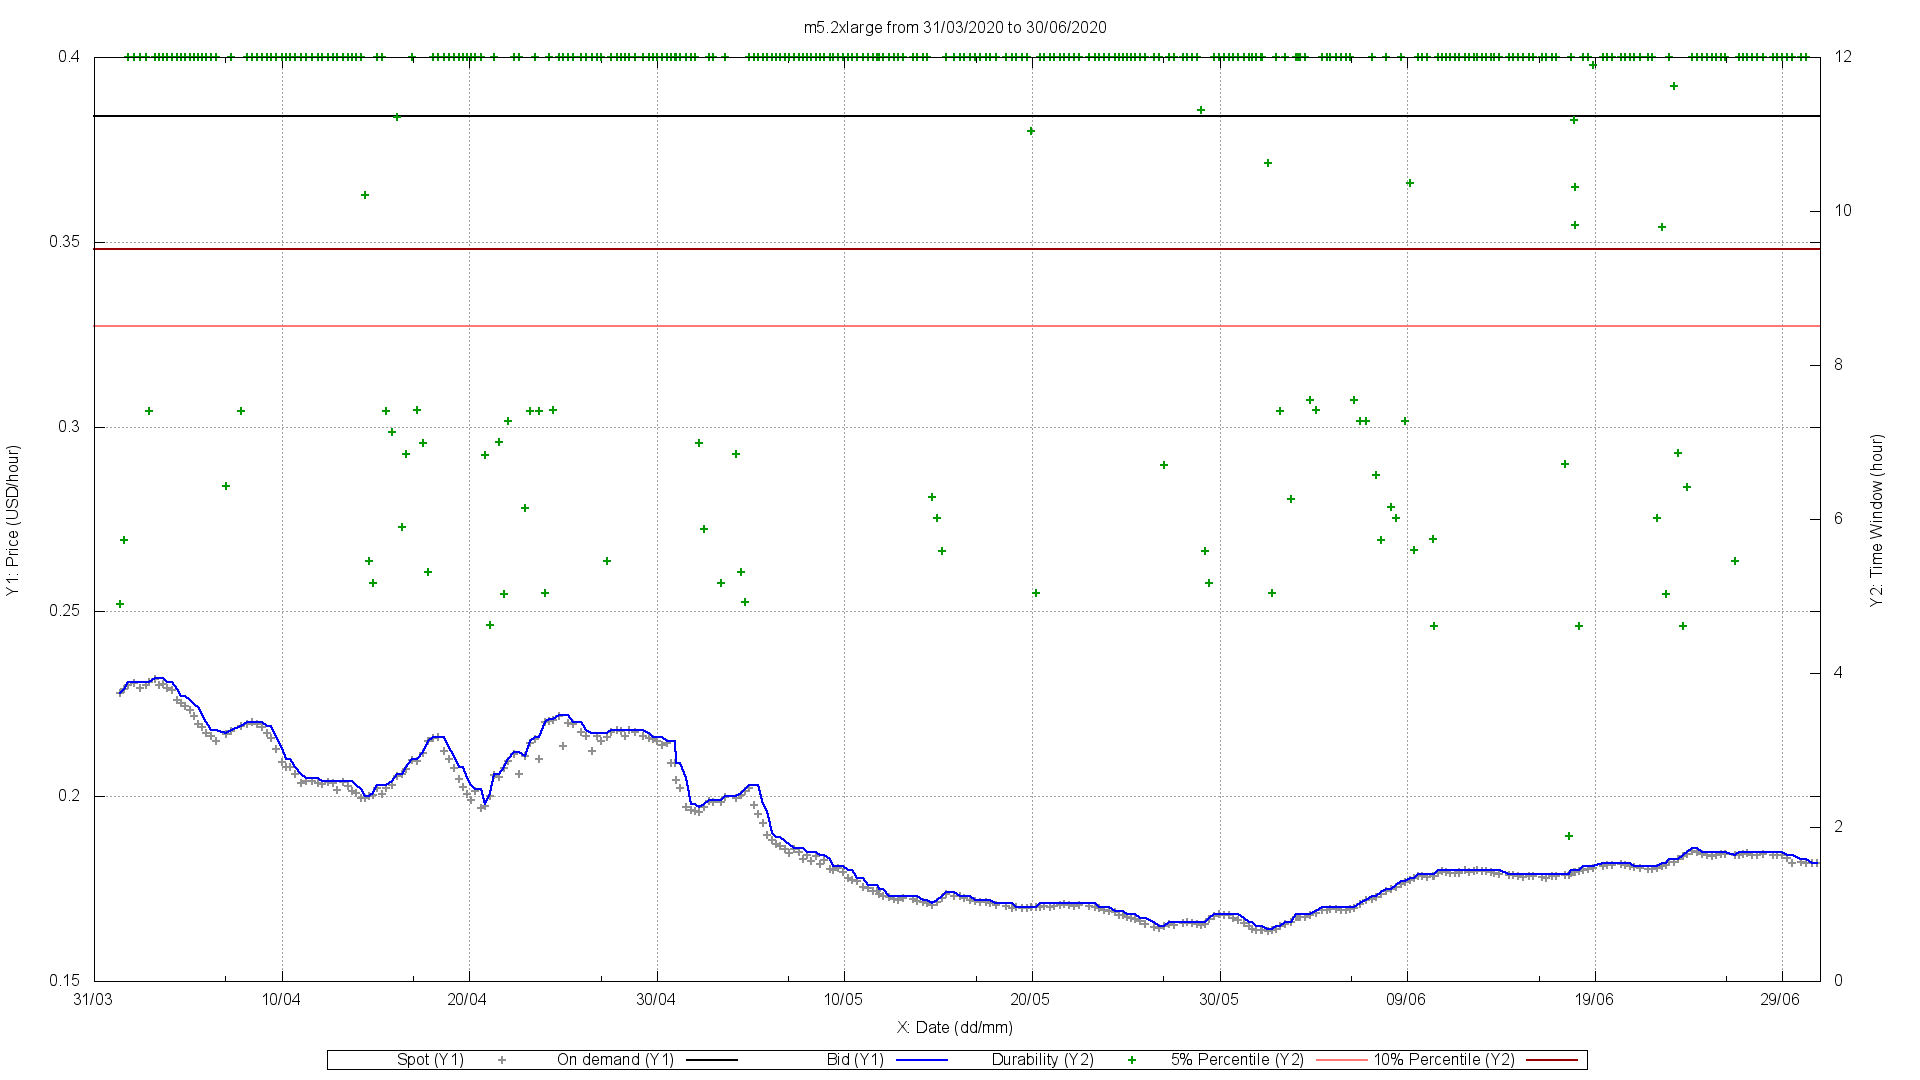 m5.2xlarge from 31/03/2020 to 30/06/2020
0.4
0.35
0.3
0.25
0.2
0.15
12
10
8
6
4
2
0
Y1: Price (USD/hour)
Y2: Time Window (hour)
31/03 10/04 20/04 30/04 10/05 20/05 30/05 09/06 19/06 29/06
X: Date (dd/mm)
Spot (Y1) On demand (Y1) Bid (Y1) Durability (Y2) 5% Percentile (Y2) 10% Percentile (Y2)